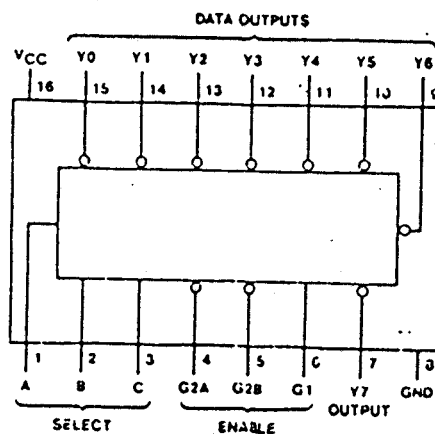 DATA OUTPUTS
VCC Y0 Y1 Y2 Y3 Y4 Y5 Y6
16 15 14 13 12 11 10 9
1 2 3 4 5 6 7 8
A B C G2A G2B G1 Y7 GND
OUTPUT
SELECT ENABLE